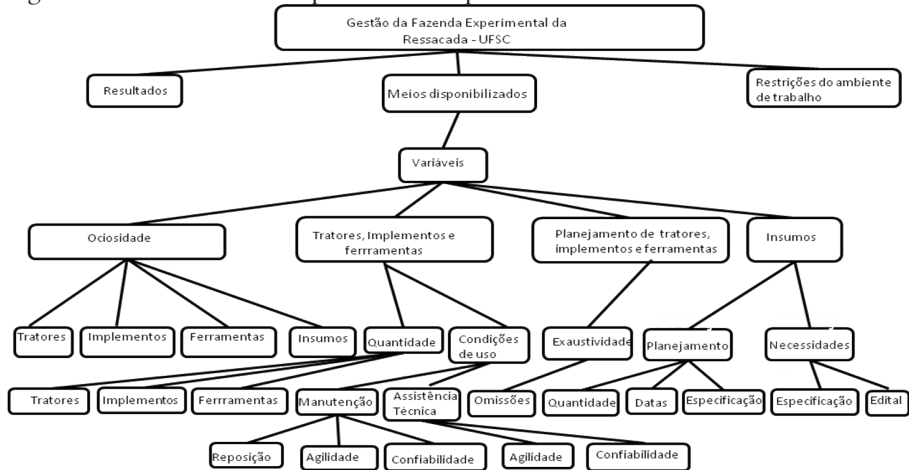 Gestão da Fazenda Experimental da
Ressacada - UFSC
Resultados
Meios disponibilizados
Restrições do ambiente
de trabalho
Variáveis
Ociosidade
Tratores, Implementos e
ferrramentas
Planejamento de tratores,
implementos e ferramentas
Insumos
Tratores
Implementos
Ferramentas
Insumos
Quantidade
Condições
de uso
Exaustividade
Planejamento
Necessidades
Tratores
Implementos
Ferrramentas
Manutenção
Assistência
Técnica
Omissões
Quantidade
Datas
Especificação
Especificação
Edital
Reposição
Agilidade
Confiabilidade
Agilidade
Confiabilidade